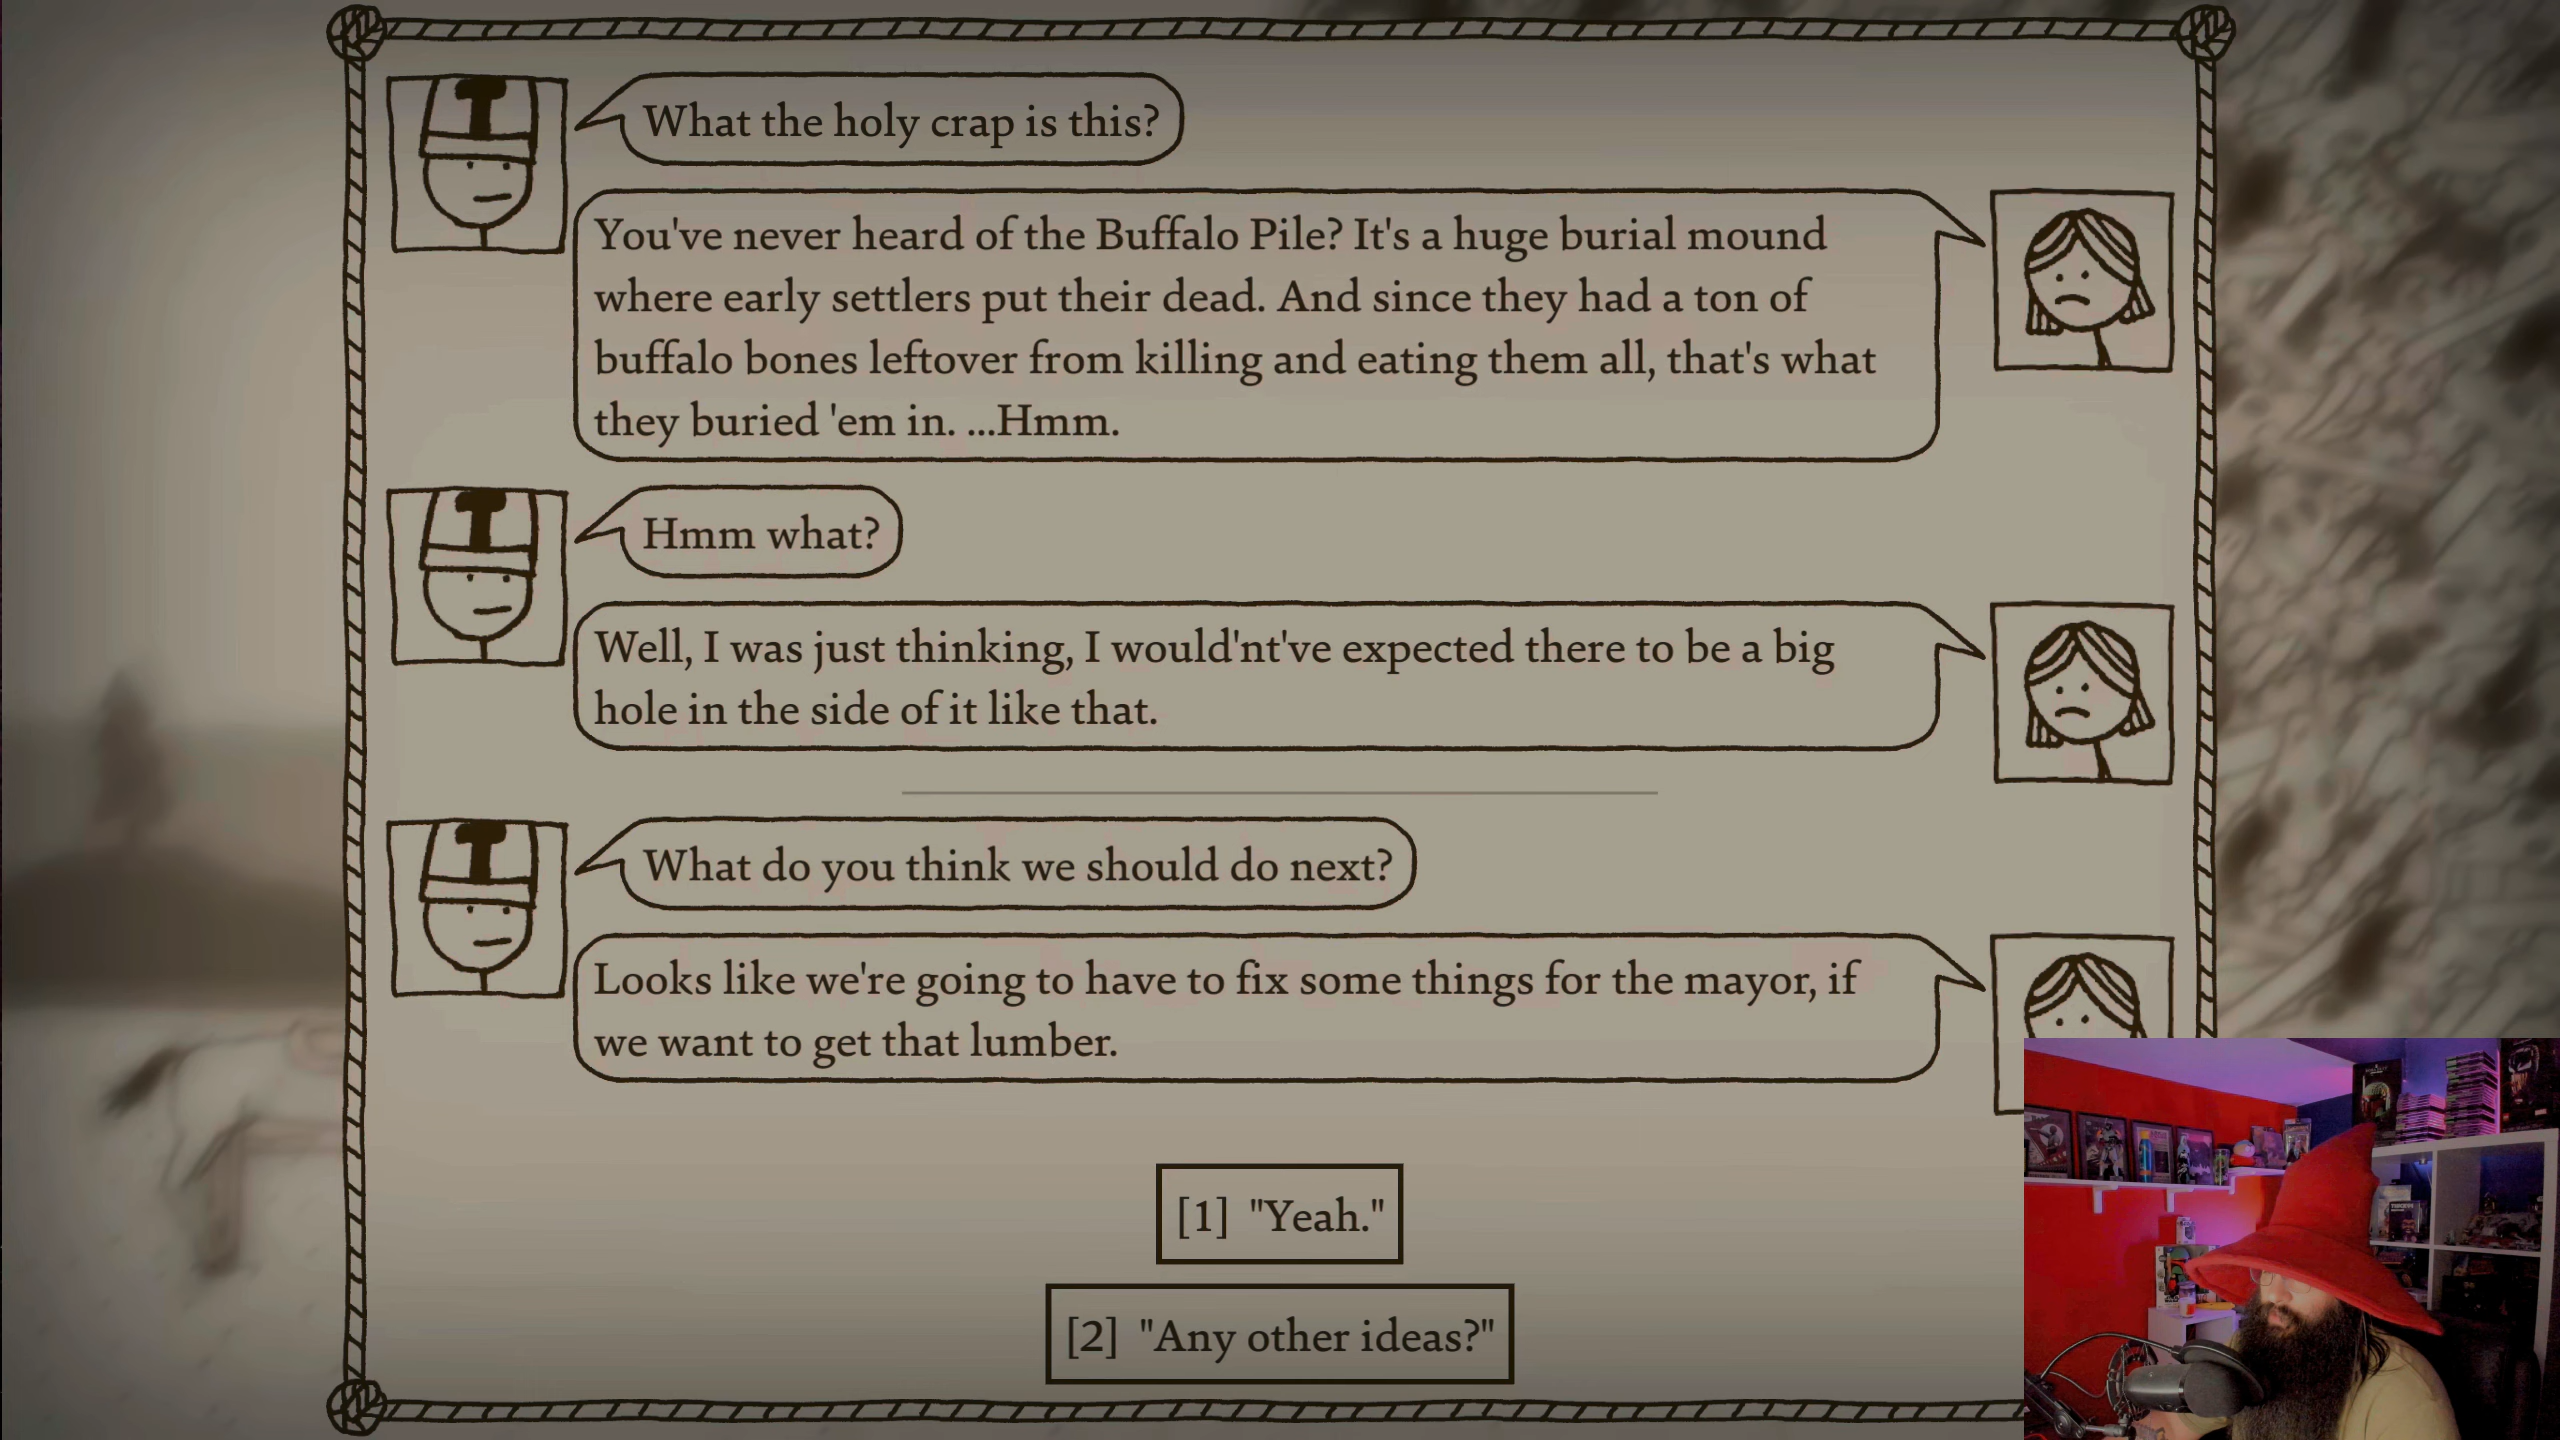 What the holy crap is this?
You've never heard of the Buffalo Pile? It's a huge burial mound
where early settlers put their dead. And since they had a ton of
buffalo bones leftover from killing and eating them all, that's what
they buried 'em in. ...Hmm.
Hmm what?
Well, I was just thinking, I would'nt've expected there to be a big
hole in the side of it like that.
What do you think we should do next?
Looks like we're going to have to fix some things for the mayor, if
we want to get that lumber.
[1] "Yeah."
[2] "Any other ideas?"